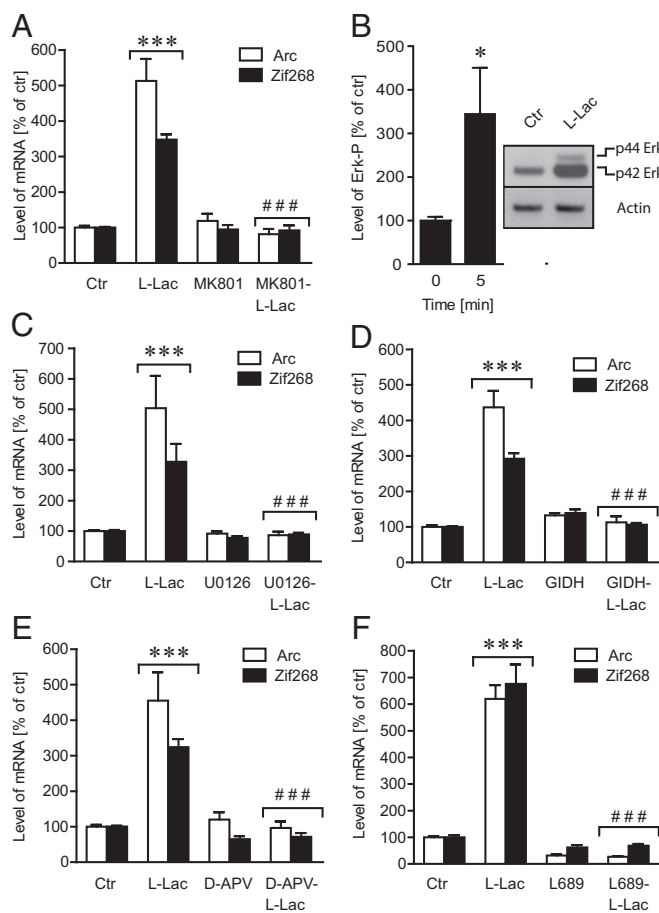 A
Level of mRNA [% of ctr]
600
500
400
300
200
100
0
***
Arc
Zif268
# # #
Ctr
L-Lac
MK801
MK801-
L-Lac
B
Level of Erk-P [% of ctr]
500
400
300
200
100
0
*
0
5
Time [min]
Ctr
L-Lac
p44 Erk
p42 Erk
Actin
C
Level of mRNA [% of ctr]
700
600
500
400
300
200
100
0
***
Arc
Zif268
# # #
Ctr
L-Lac
U0126
U0126-
L-Lac
D
Level of mRNA [% of ctr]
600
500
400
300
200
100
0
***
Arc
Zif268
# # #
Ctr
L-Lac
GIDH
GIDH-
L-Lac
E
Level of mRNA [% of ctr]
600
500
400
300
200
100
0
***
Arc
Zif268
# # #
Ctr
L-Lac
D-APV
D-APV-
L-Lac
F
Level of mRNA [% of ctr]
800
700
600
500
400
300
200
100
0
***
Arc
Zif268
# # #
Ctr
L-Lac
L689
L689-
L-Lac